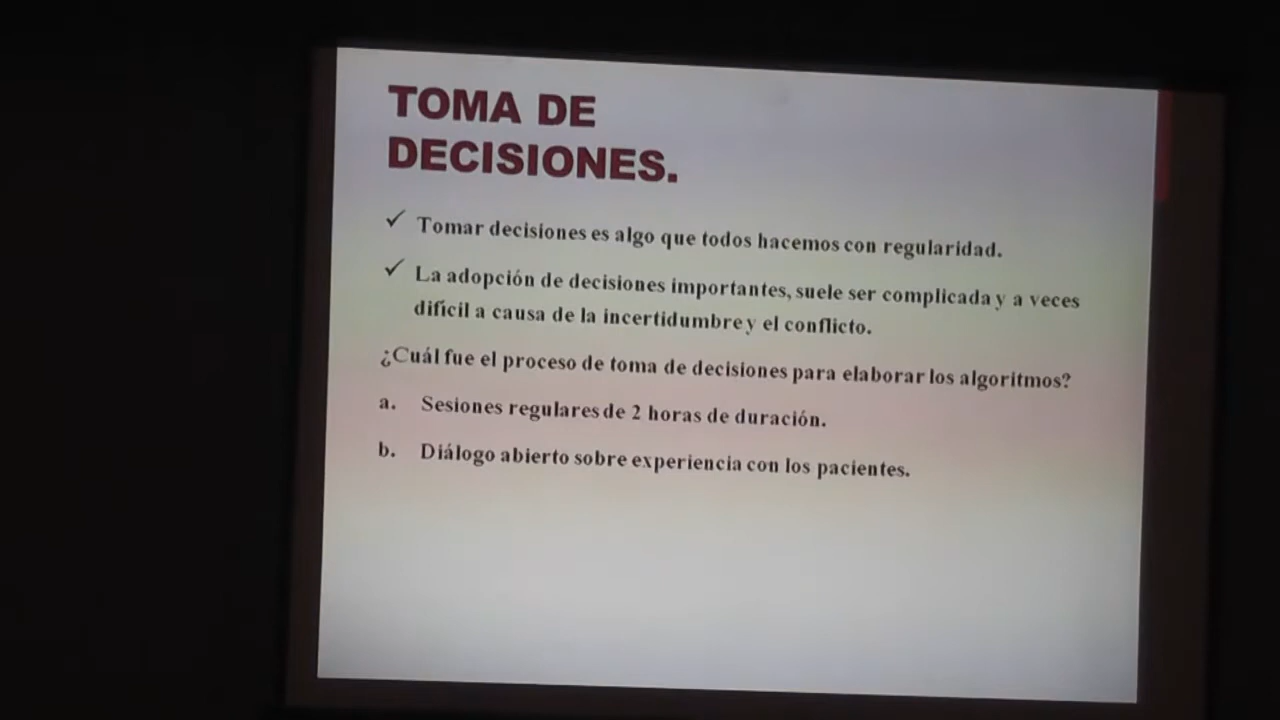 TOMA DE
DECISIONES.
✓ Tomar decisiones es algo que todos hacemos con regularidad.
✓ La adopción de decisiones importantes, suele ser complicada y a veces
difícil a causa de la incertidumbre y el conflicto.
¿Cuál fue el proceso de toma de decisiones para elaborar los algoritmos?
a. Sesiones regulares de 2 horas de duración.
b. Diálogo abierto sobre experiencia con los pacientes.